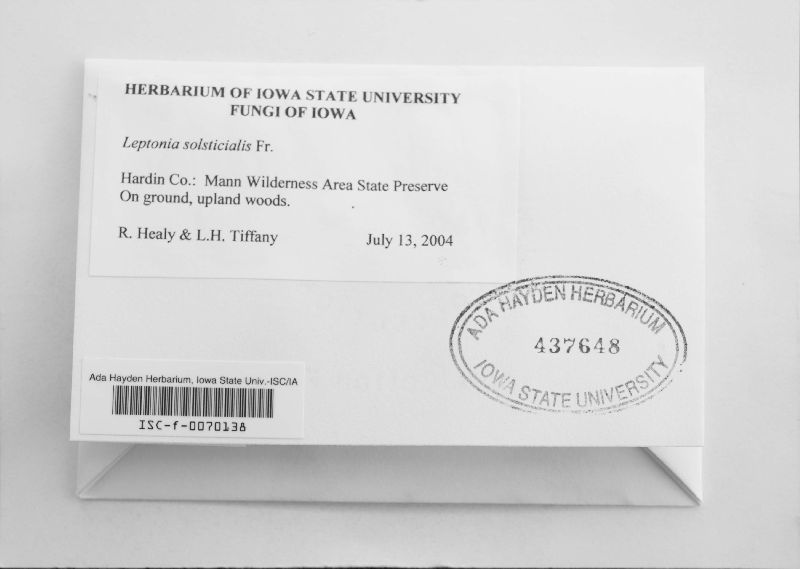 HERBARIUM OF IOWA STATE UNIVERSITY
FUNGI OF IOWA
Leptonia solsticialis Fr.
Hardin Co.: Mann Wilderness Area State Preserve
On ground, upland woods.
R. Healy & L.H. Tiffany July 13, 2004
ADA HAYDEN HERBARIUM
437648
IOWA STATE UNIVERSITY
Ada Hayden Herbarium, Iowa State Univ.-ISC/IA
ISC-f-0070138